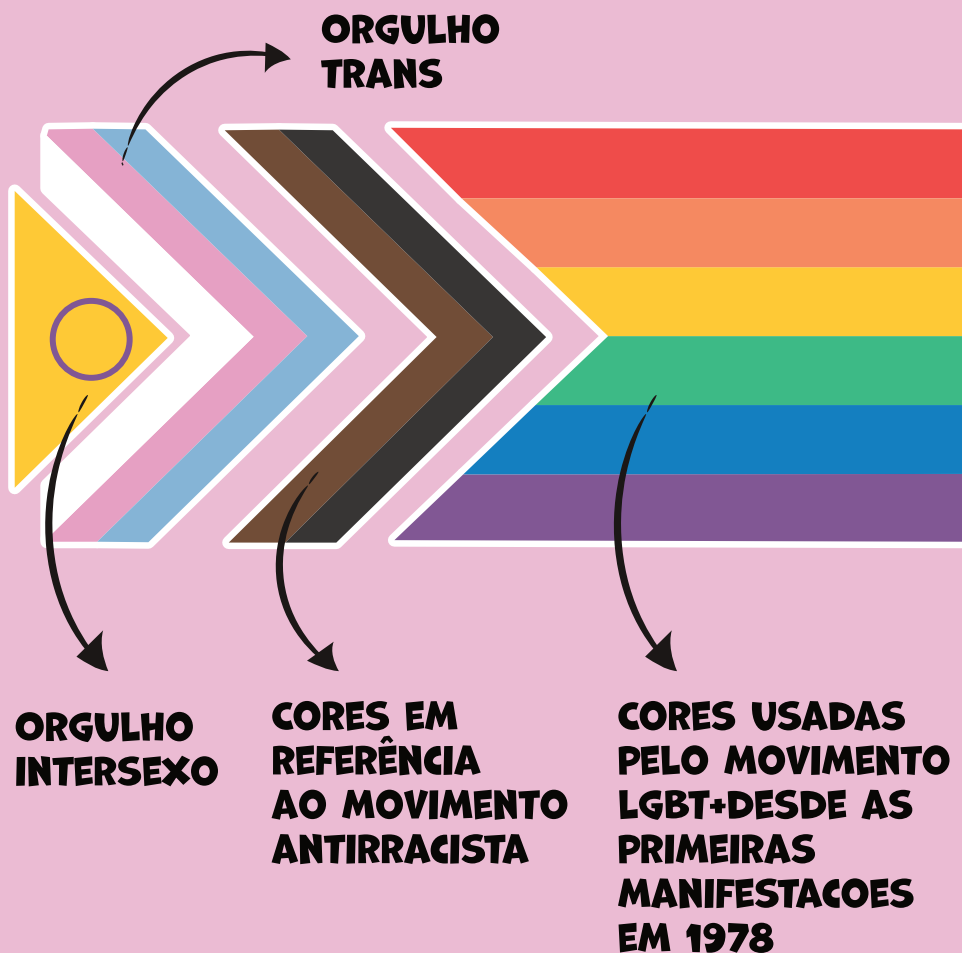 ORGULHO
TRANS
ORGULHO
INTERSEXO
CORES EM
REFERÊNCIA
AO MOVIMENTO
ANTIRRACISTA
CORES USADAS
PELO MOVIMENTO
LGBT+DESDE AS
PRIMEIRAS
MANIFESTACOES
EM 1978